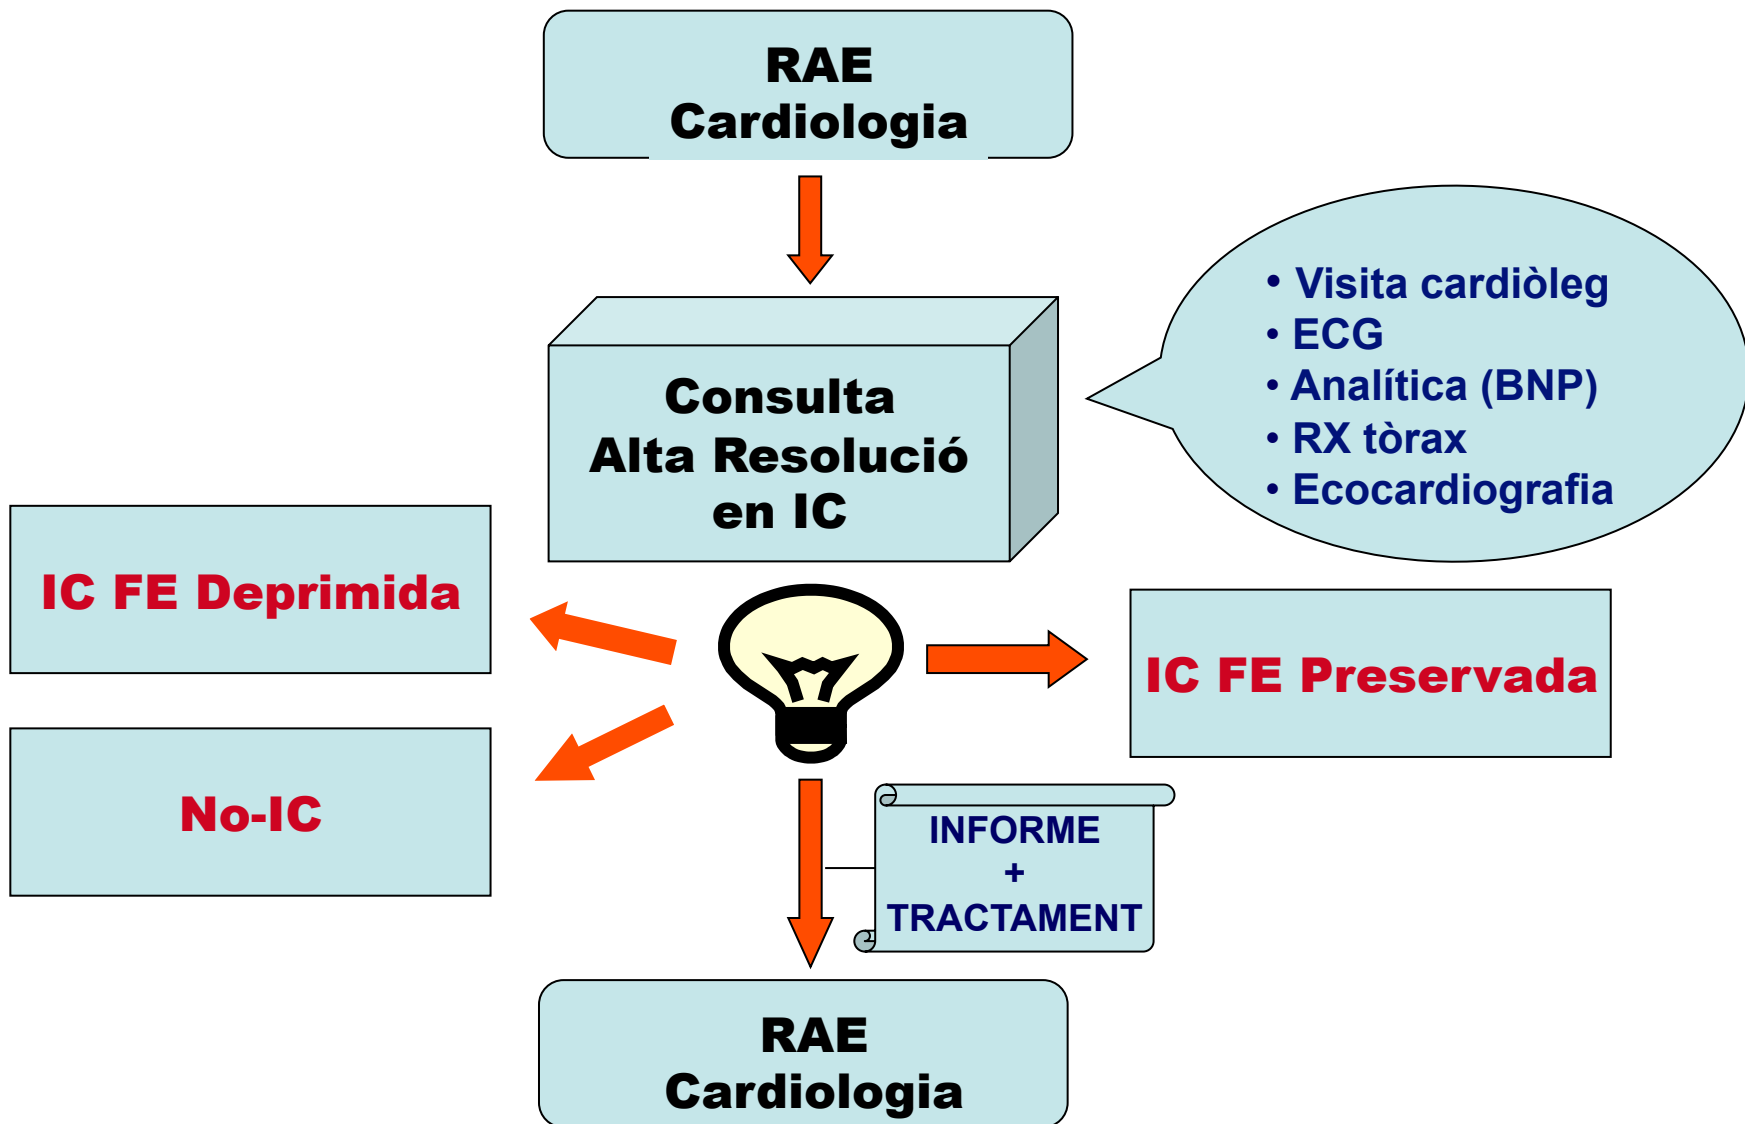 RAE
Cardiologia
Consulta
Alta Resolució
en IC
• Visita cardiòleg
• ECG
• Analítica (BNP)
• RX tòrax
• Ecocardiografia
IC FE Deprimida
IC FE Preservada
No-IC
INFORME
+
TRACTAMENT
RAE
Cardiologia